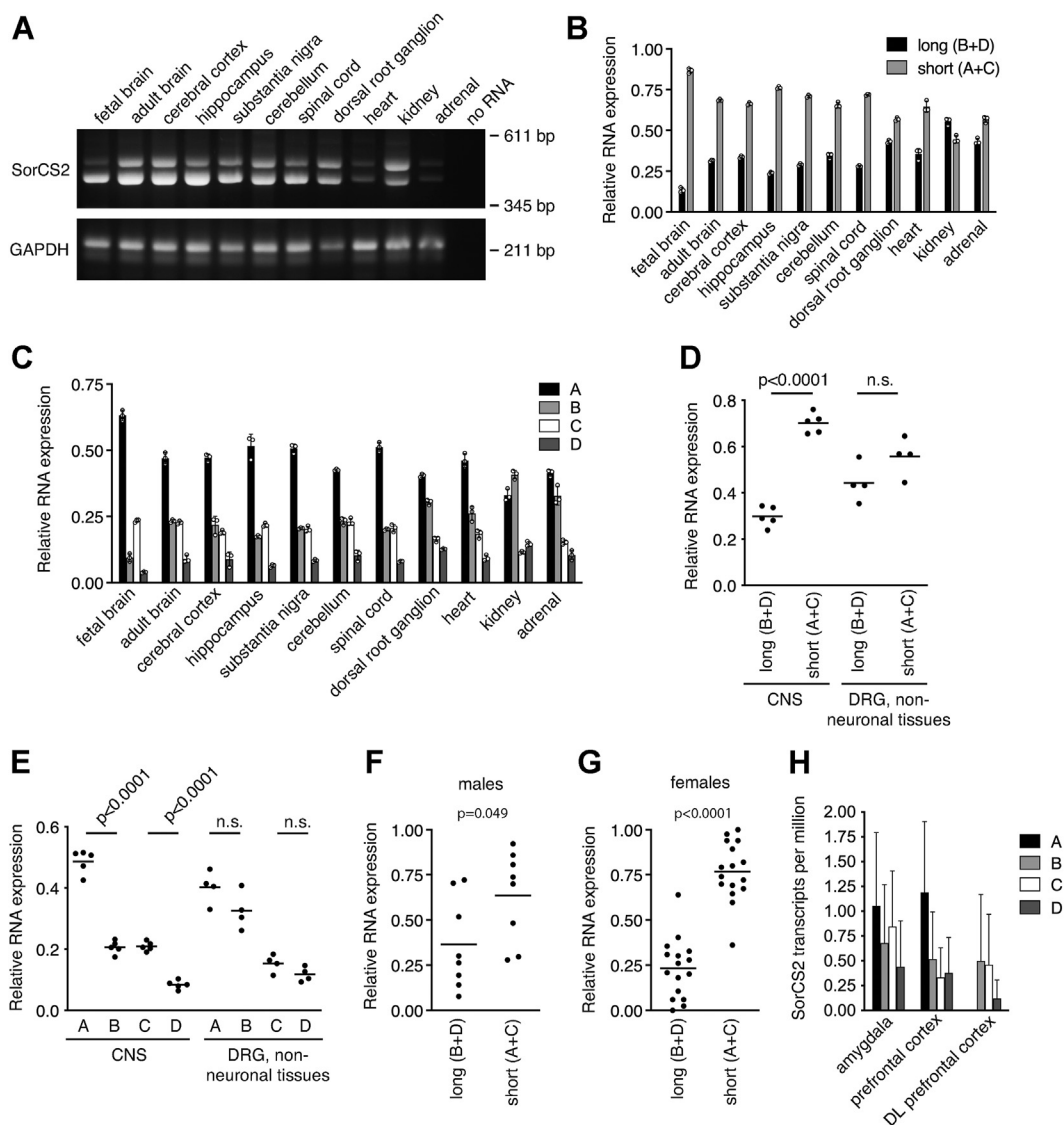 A
fetal brain
adult brain
cerebral cortex
hippocampus
substantia nigra
cerebellum
spinal cord
dorsal root ganglion
heart
kidney
adrenal
no RNA
SorCS2
611 bp
345 bp
GAPDH
211 bp
B
long (B+D)
short (A+C)
Relative RNA expression
1.00
0.75
0.50
0.25
0.00
fetal brain
adult brain
cerebral cortex
hippocampus
substantia nigra
cerebellum
spinal cord
dorsal root ganglion
heart
kidney
adrenal
C
A
B
C
D
Relative RNA expression
0.75
0.50
0.25
0.00
fetal brain
adult brain
cerebral cortex
hippocampus
substantia nigra
cerebellum
spinal cord
dorsal root ganglion
heart
kidney
adrenal
D
p<0.0001
n.s.
Relative RNA expression
0.8
0.6
0.4
0.2
0.0
long (B+D)
short (A+C)
long (B+D)
short (A+C)
CNS
DRG, non-
neuronal tissues
E
p<0.0001
p<0.0001
n.s.
n.s.
Relative RNA expression
0.6
0.4
0.2
0.0
A B C D A B C D
CNS
DRG, non-
neuronal tissues
F
males
p=0.049
Relative RNA expression
1.00
0.75
0.50
0.25
0.00
long (B+D)
short (A+C)
G
females
p<0.0001
Relative RNA expression
1.00
0.75
0.50
0.25
0.00
long (B+D)
short (A+C)
H
SorCS2 transcripts per million
2.00
1.75
1.50
1.25
1.00
0.75
0.50
0.25
0.00
A
B
C
D
amygdala
prefrontal cortex
DL prefrontal cortex